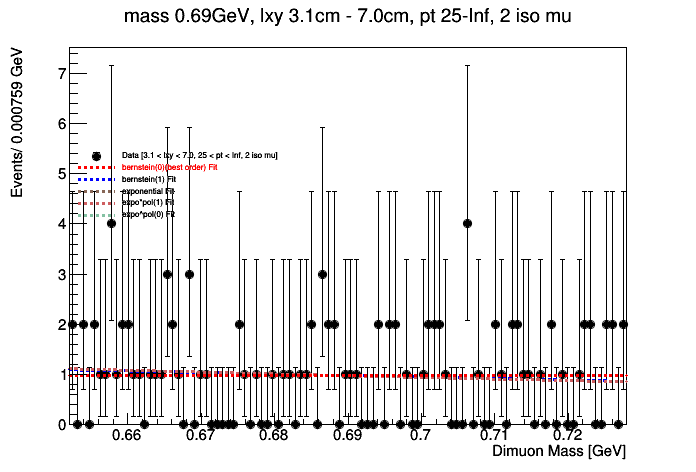 mass 0.69GeV, lxy 3.1cm - 7.0cm, pt 25-Inf, 2 iso mu
Events/ 0.000759 GeV
7
6
5
4
3
2
1
0
Data [3.1 < lxy < 7.0, 25 < pt < Inf, 2 iso mu]
bernstein(0)(best order) Fit
bernstein(1) Fit
exponential Fit
expo*pol(1) Fit
expo^pol(0) Fit
0.66 0.67 0.68 0.69 0.7 0.71 0.72
Dimuon Mass [GeV]